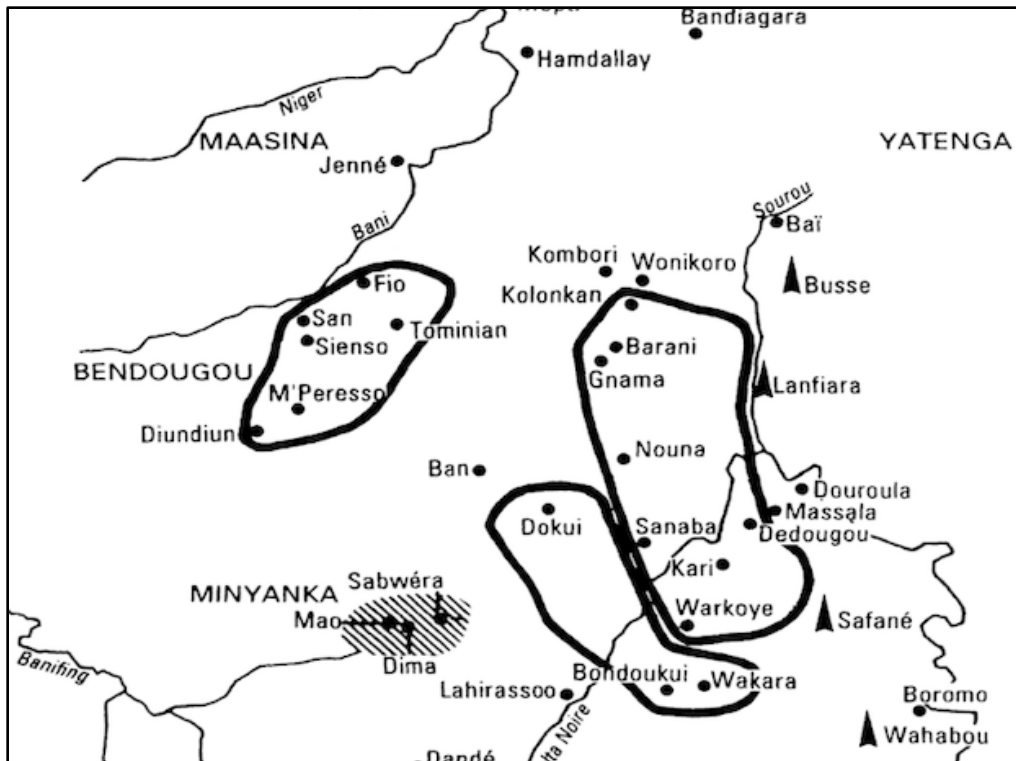 Bandiagara
Hamdallay
Niger
MAASINA
YATENGA
Jenné
Sourou
Baï
Bani
Kombori
Wonikoro
Busse
Fio
Kolonkan
San
Tominian
Sienso
Barani
BENDOUGOU
Gnama
Lanfiara
M'Peresso
Diundiun
Nouna
Ban
Douroula
Massala
Dokui
Sanaba
Dedougou
Sabwéra
Kari
MINYANKA
Mao
Warkoye
Safané
Banifing
Dima
Bondoukui
Wakara
Lahirassoo
Boromo
Wahabou
lta Noire